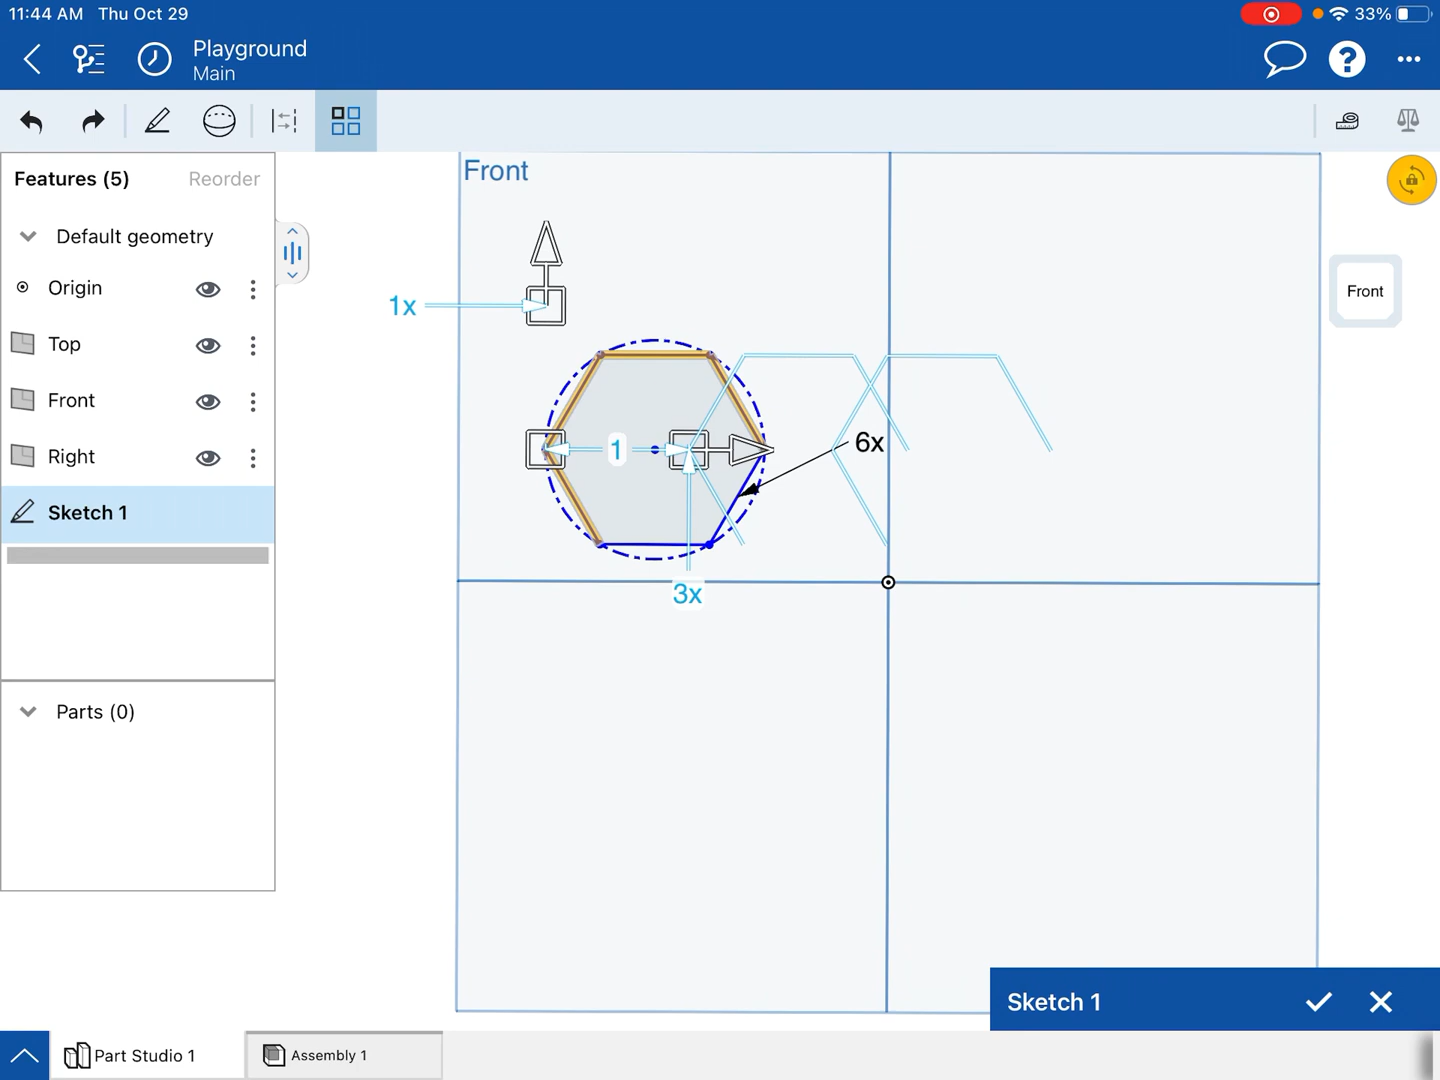 11:44 AM Thu Oct 29
33%
Playground
Main
Features (5) Reorder
Default geometry
Origin
Top
Front
Right
Sketch 1
Parts (0)
Front
1x
1
6x
3x
Front
Sketch 1
Part Studio 1
Assembly 1